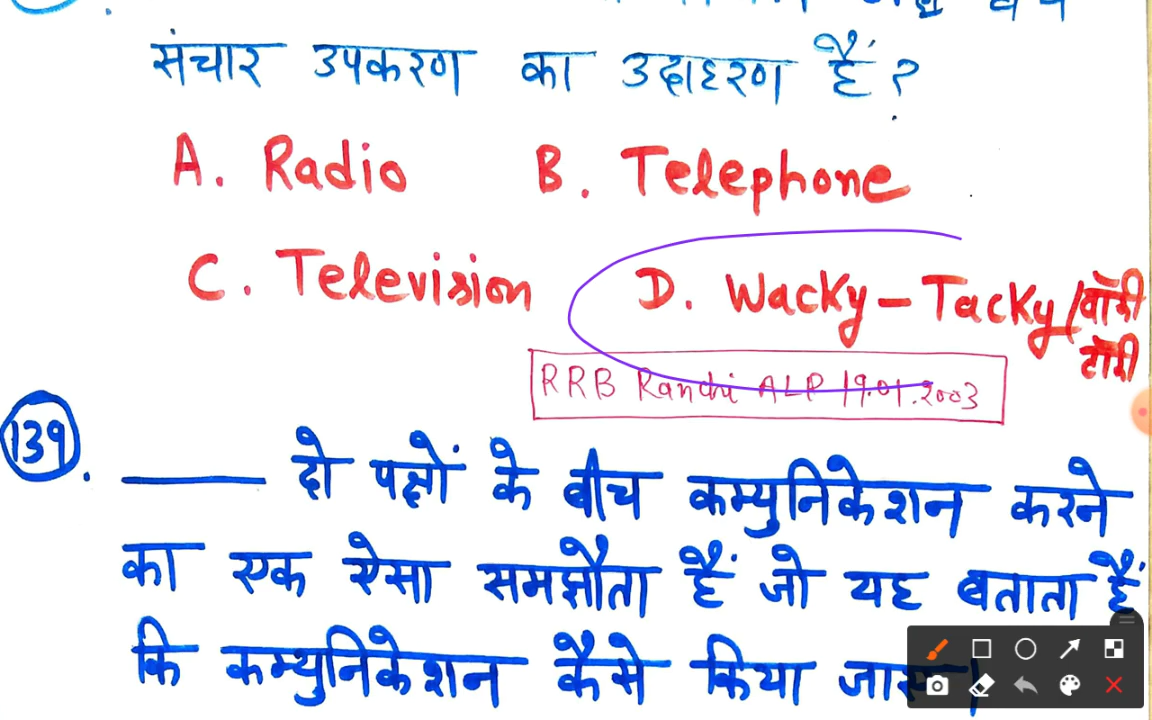 संचार उपकरण का उदाहरण हैं?
A. Radio B. Telephone
C. Television D. Wacky-Tacky/वॉकी
टॉकी
RRB Ranchi ALP 19.01.2003
139. ______ दो पक्षों के बीच कम्युनिकेशन करने
का एक ऐसा समझौता हैं जो यह बताता हैं
कि कम्युनिकेशन कैसे किया